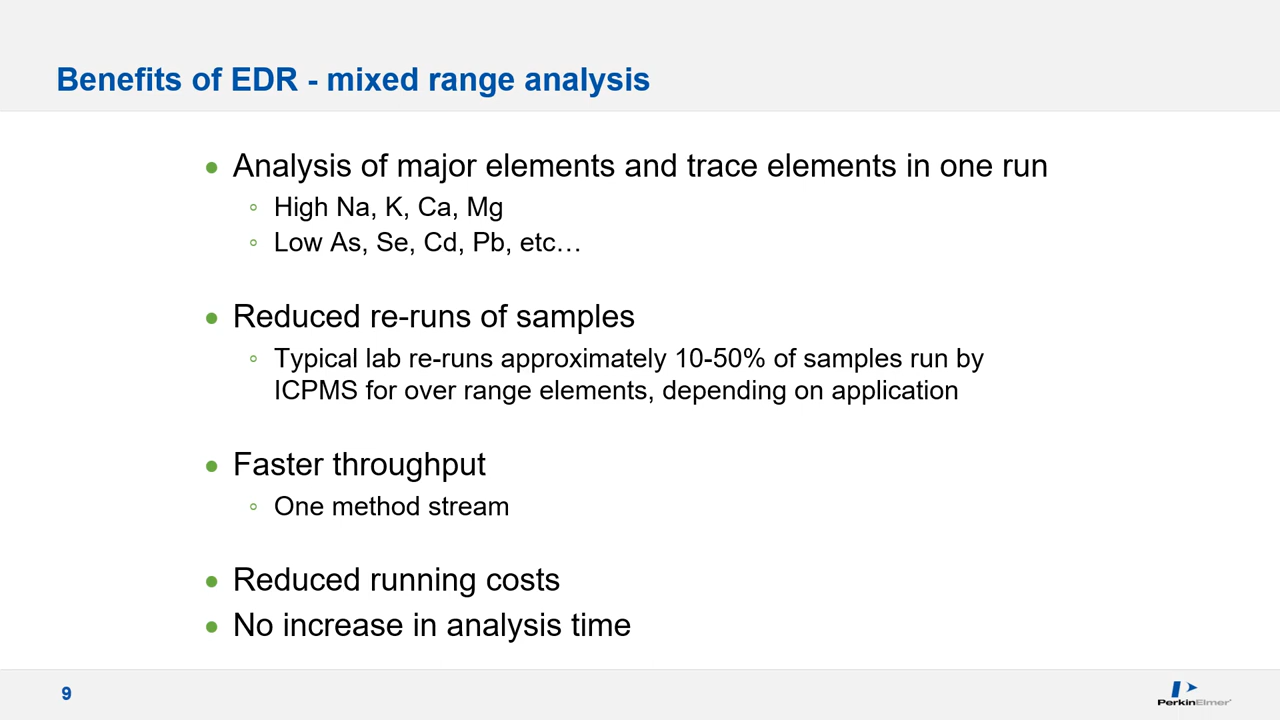 Benefits of EDR - mixed range analysis
• Analysis of major elements and trace elements in one run
◦ High Na, K, Ca, Mg
◦ Low As, Se, Cd, Pb, etc…
• Reduced re-runs of samples
◦ Typical lab re-runs approximately 10-50% of samples run by
ICPMS for over range elements, depending on application
• Faster throughput
◦ One method stream
• Reduced running costs
• No increase in analysis time
9
PerkinElmer